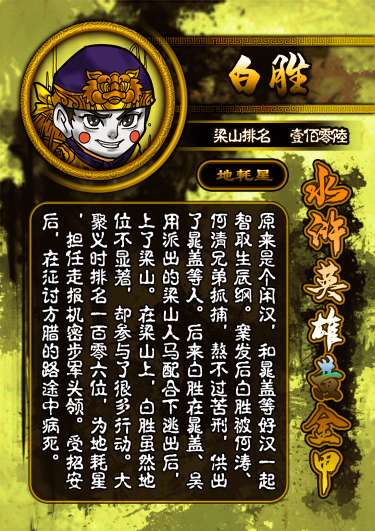 白胜
梁山排名 壹佰零陸
地耗星
水浒英雄黄金甲
原来是个闲汉，和晁盖等好汉一起
智取生辰纲。案发后白胜被何涛、
何清兄弟抓捕，熬不过苦刑，供出
了晁盖等人。后来白胜在晁盖、吴
用派出的梁山人马配合下逃出后，
上了梁山。在梁山上，白胜虽然地
位不显著，却参与了很多行动。大
聚义时排名一百零六位，为地耗星
，担任走报机密步军头领。受招安
后，在征讨方腊的路途中病死。